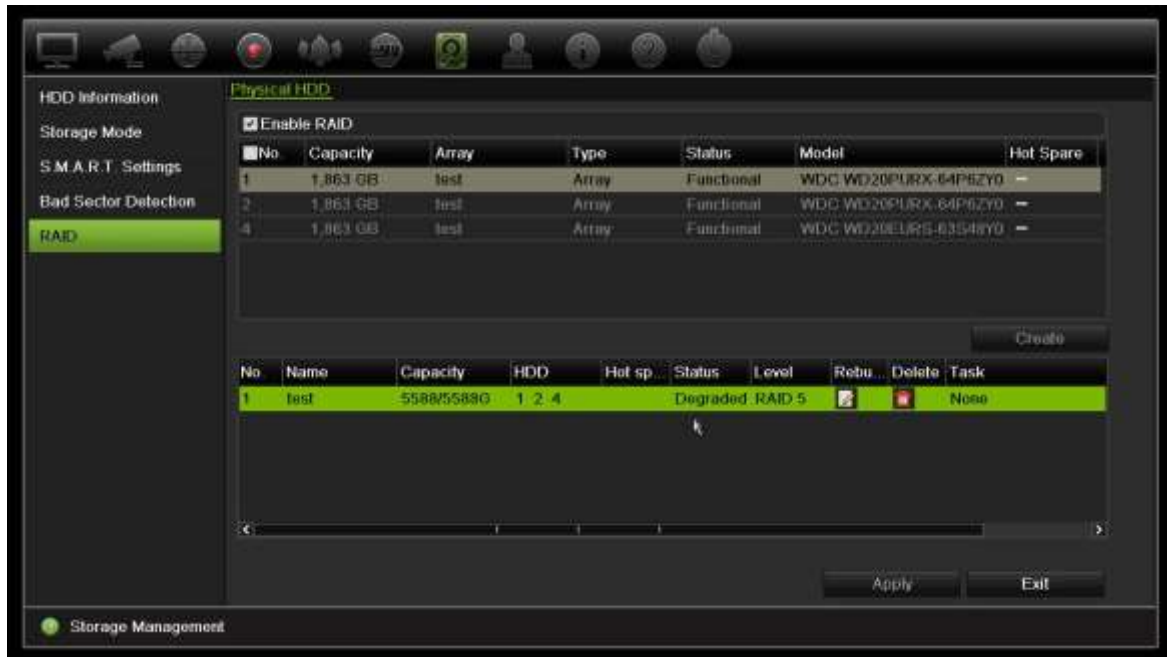 Physical HDD
HDD Information
Storage Mode
S.M.A.R.T. Settings
Bad Sector Detection
RAID
Enable RAID
No. Capacity Array Type Status Model Hot Spare
1 1,863 GB test Array Functional WDC WD20PURX-64P6ZY0 —
2 1,863 GB test Array Functional WDC WD20PURX-64P6ZY0 —
4 1,863 GB test Array Functional WDC WD20EURS-63S48Y0 —
Create
No. Name Capacity HDD Hot sp... Status Level Rebu... Delete Task
1 test 5588/5588G 1 2 4 Degraded RAID 5 None
Apply Exit
Storage Management